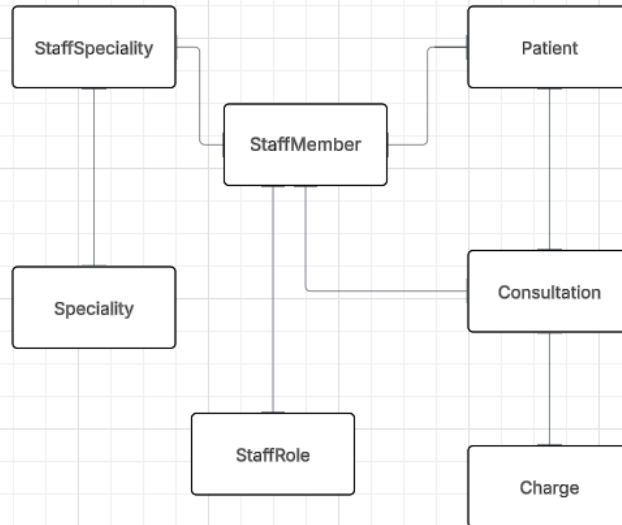 StaffSpeciality
Patient
StaffMember
Speciality
Consultation
StaffRole
Charge